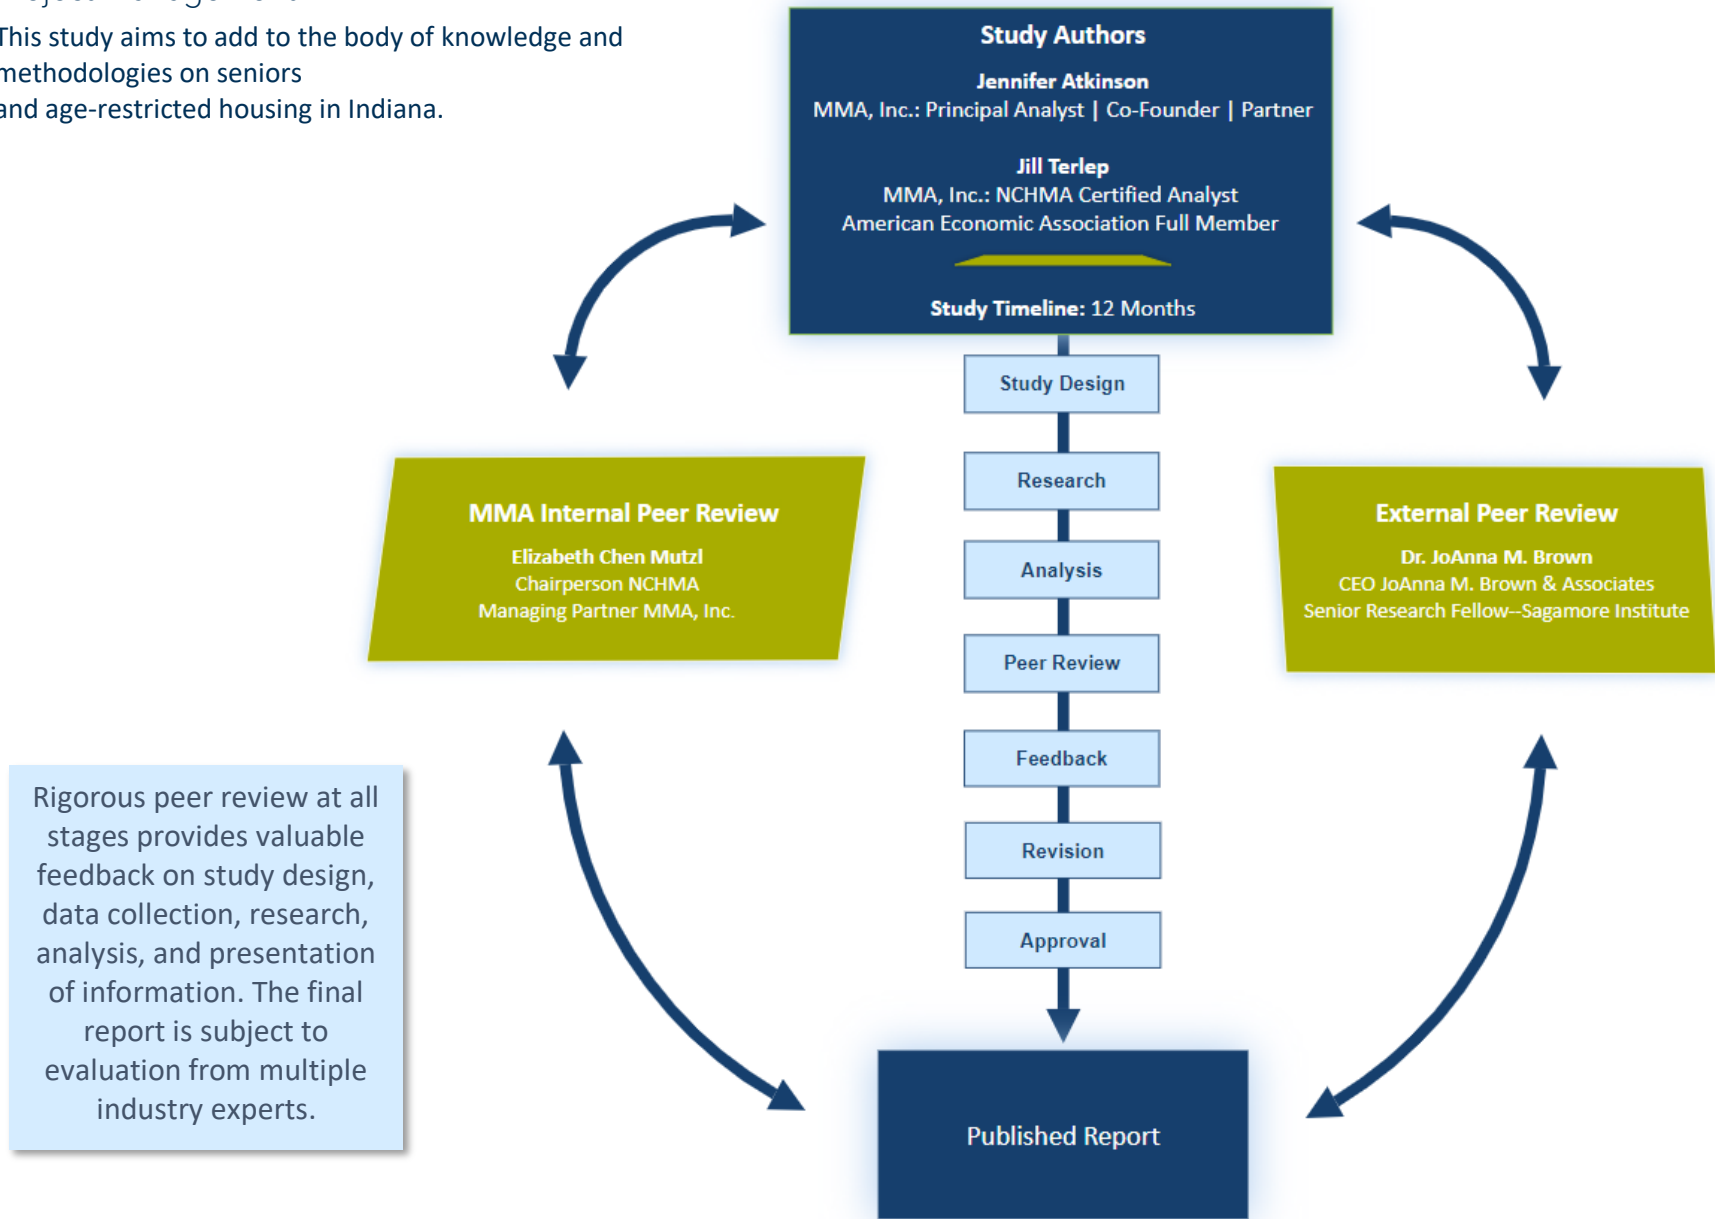 Project Management
This study aims to add to the body of knowledge and
methodologies on seniors
and age-restricted housing in Indiana.
Study Authors
Jennifer Atkinson
MMA, Inc.: Principal Analyst | Co-Founder | Partner
Jill Terlep
MMA, Inc.: NCHMA Certified Analyst
American Economic Association Full Member
Study Timeline: 12 Months
Study Design
Research
Analysis
Peer Review
Feedback
Revision
Approval
Published Report
MMA Internal Peer Review
Elizabeth Chen Mutzl
Chairperson NCHMA
Managing Partner MMA, Inc.
External Peer Review
Dr. JoAnna M. Brown
CEO JoAnna M. Brown & Associates
Senior Research Fellow--Sagamore Institute
Rigorous peer review at all
stages provides valuable
feedback on study design,
data collection, research,
analysis, and presentation
of information. The final
report is subject to
evaluation from multiple
industry experts.